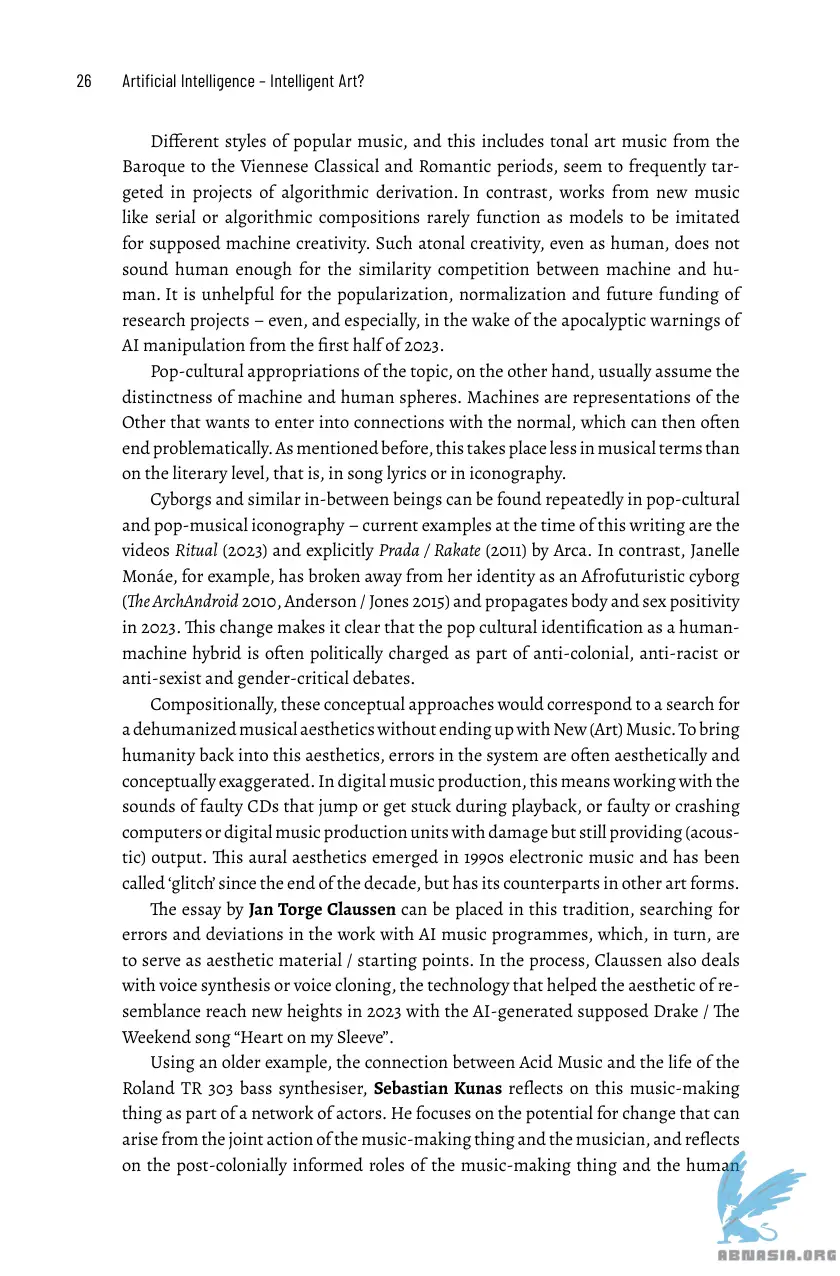 26 Artificial Intelligence – Intelligent Art?
Different styles of popular music, and this includes tonal art music from the
Baroque to the Viennese Classical and Romantic periods, seem to frequently tar-
geted in projects of algorithmic derivation. In contrast, works from new music
like serial or algorithmic compositions rarely function as models to be imitated
for supposed machine creativity. Such atonal creativity, even as human, does not
sound human enough for the similarity competition between machine and hu-
man. It is unhelpful for the popularization, normalization and future funding of
research projects – even, and especially, in the wake of the apocalyptic warnings of
AI manipulation from the first half of 2023.
Pop-cultural appropriations of the topic, on the other hand, usually assume the
distinctness of machine and human spheres. Machines are representations of the
Other that wants to enter into connections with the normal, which can then often
end problematically. As mentioned before, this takes place less in musical terms than
on the literary level, that is, in song lyrics or in iconography.
Cyborgs and similar in-between beings can be found repeatedly in pop-cultural
and pop-musical iconography – current examples at the time of this writing are the
videos Ritual (2023) and explicitly Prada / Rakate (2011) by Arca. In contrast, Janelle
Monáe, for example, has broken away from her identity as an Afrofuturistic cyborg
(The ArchAndroid 2010, Anderson / Jones 2015) and propagates body and sex positivity
in 2023. This change makes it clear that the pop cultural identification as a human-
machine hybrid is often politically charged as part of anti-colonial, anti-racist or
anti-sexist and gender-critical debates.
Compositionally, these conceptual approaches would correspond to a search for
a dehumanized musical aesthetics without ending up with New (Art) Music. To bring
humanity back into this aesthetics, errors in the system are often aesthetically and
conceptually exaggerated. In digital music production, this means working with the
sounds of faulty CDs that jump or get stuck during playback, or faulty or crashing
computers or digital music production units with damage but still providing (acous-
tic) output. This aural aesthetics emerged in 1990s electronic music and has been
called ‘glitch’ since the end of the decade, but has its counterparts in other art forms.
The essay by Jan Torge Claussen can be placed in this tradition, searching for
errors and deviations in the work with AI music programmes, which, in turn, are
to serve as aesthetic material / starting points. In the process, Claussen also deals
with voice synthesis or voice cloning, the technology that helped the aesthetic of re-
semblance reach new heights in 2023 with the AI-generated supposed Drake / The
Weekend song “Heart on my Sleeve”.
Using an older example, the connection between Acid Music and the life of the
Roland TR 303 bass synthesiser, Sebastian Kunas reflects on this music-making
thing as part of a network of actors. He focuses on the potential for change that can
arise from the joint action of the music-making thing and the musician, and reflects
on the post-colonially informed roles of the music-making thing and the human
ABNASIA.ORG